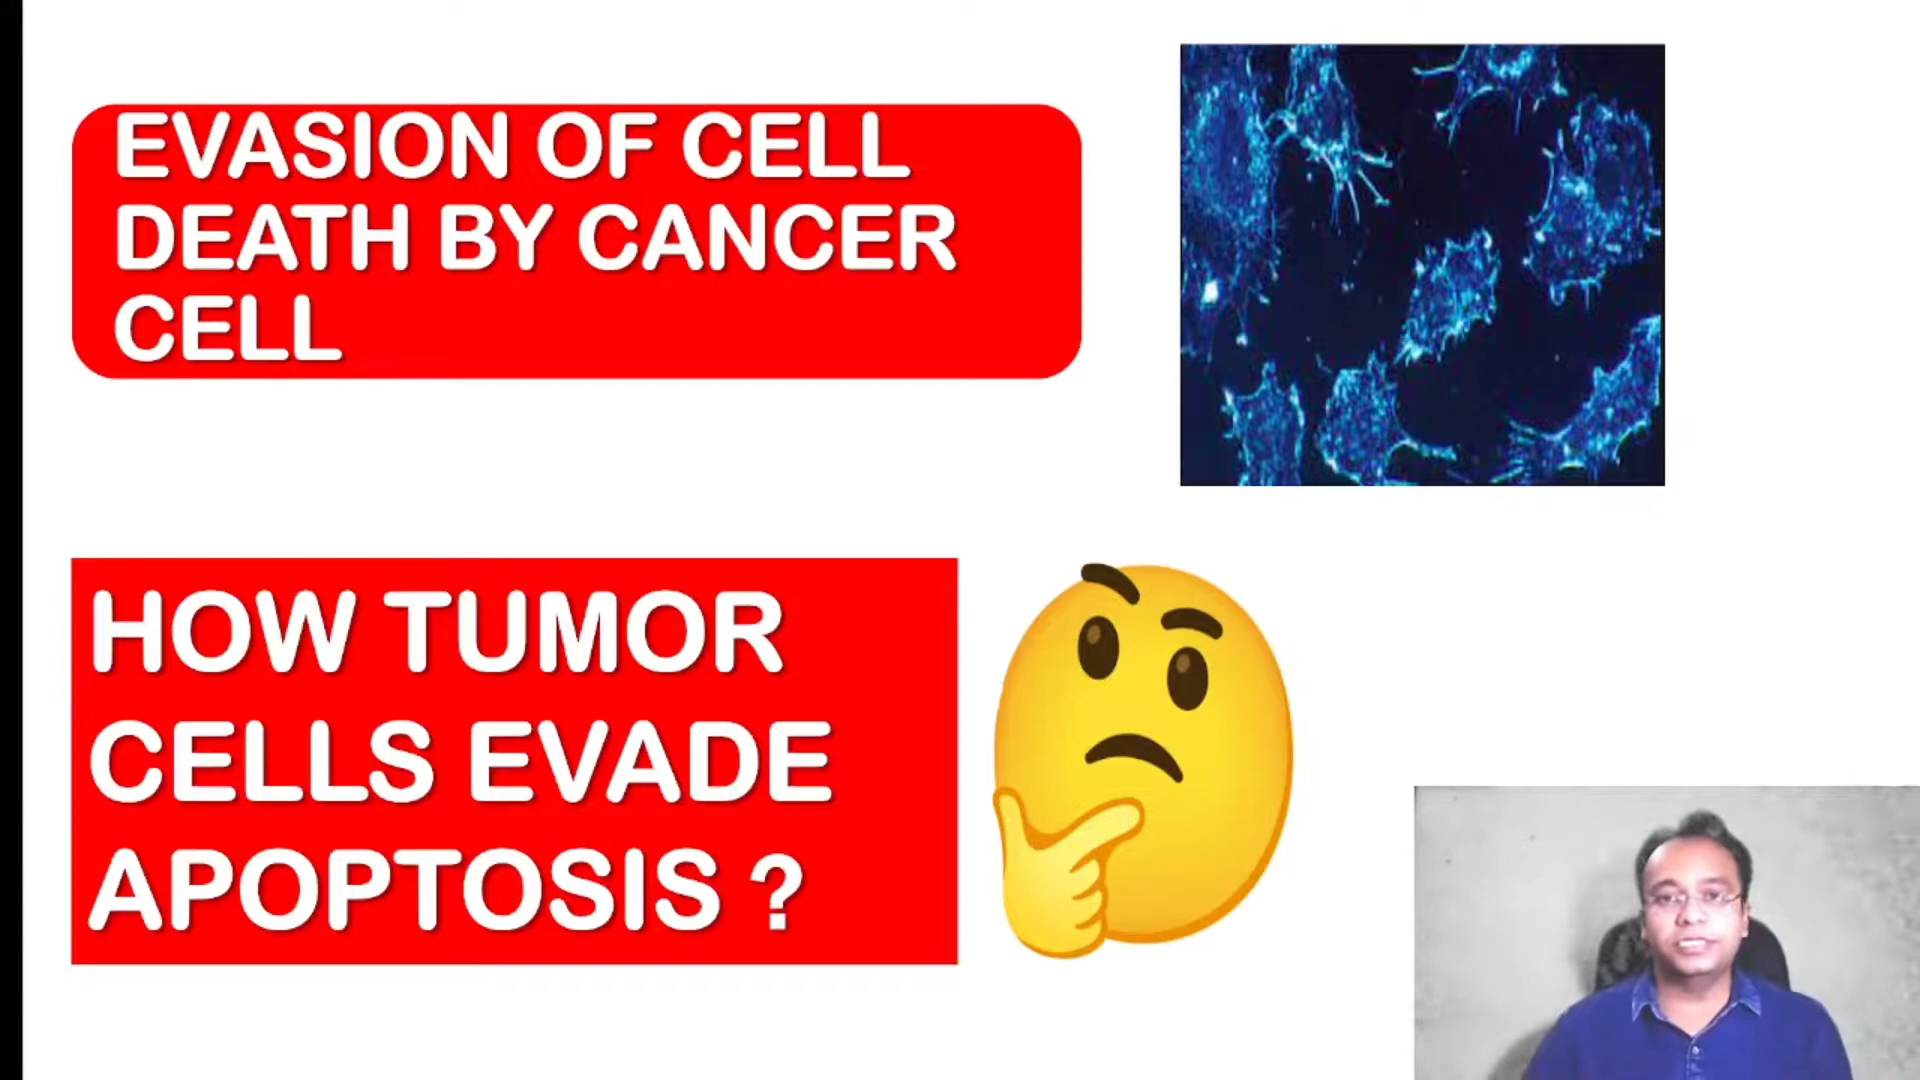 EVASION OF CELL
DEATH BY CANCER
CELL
HOW TUMOR
CELLS EVADE
APOPTOSIS ?